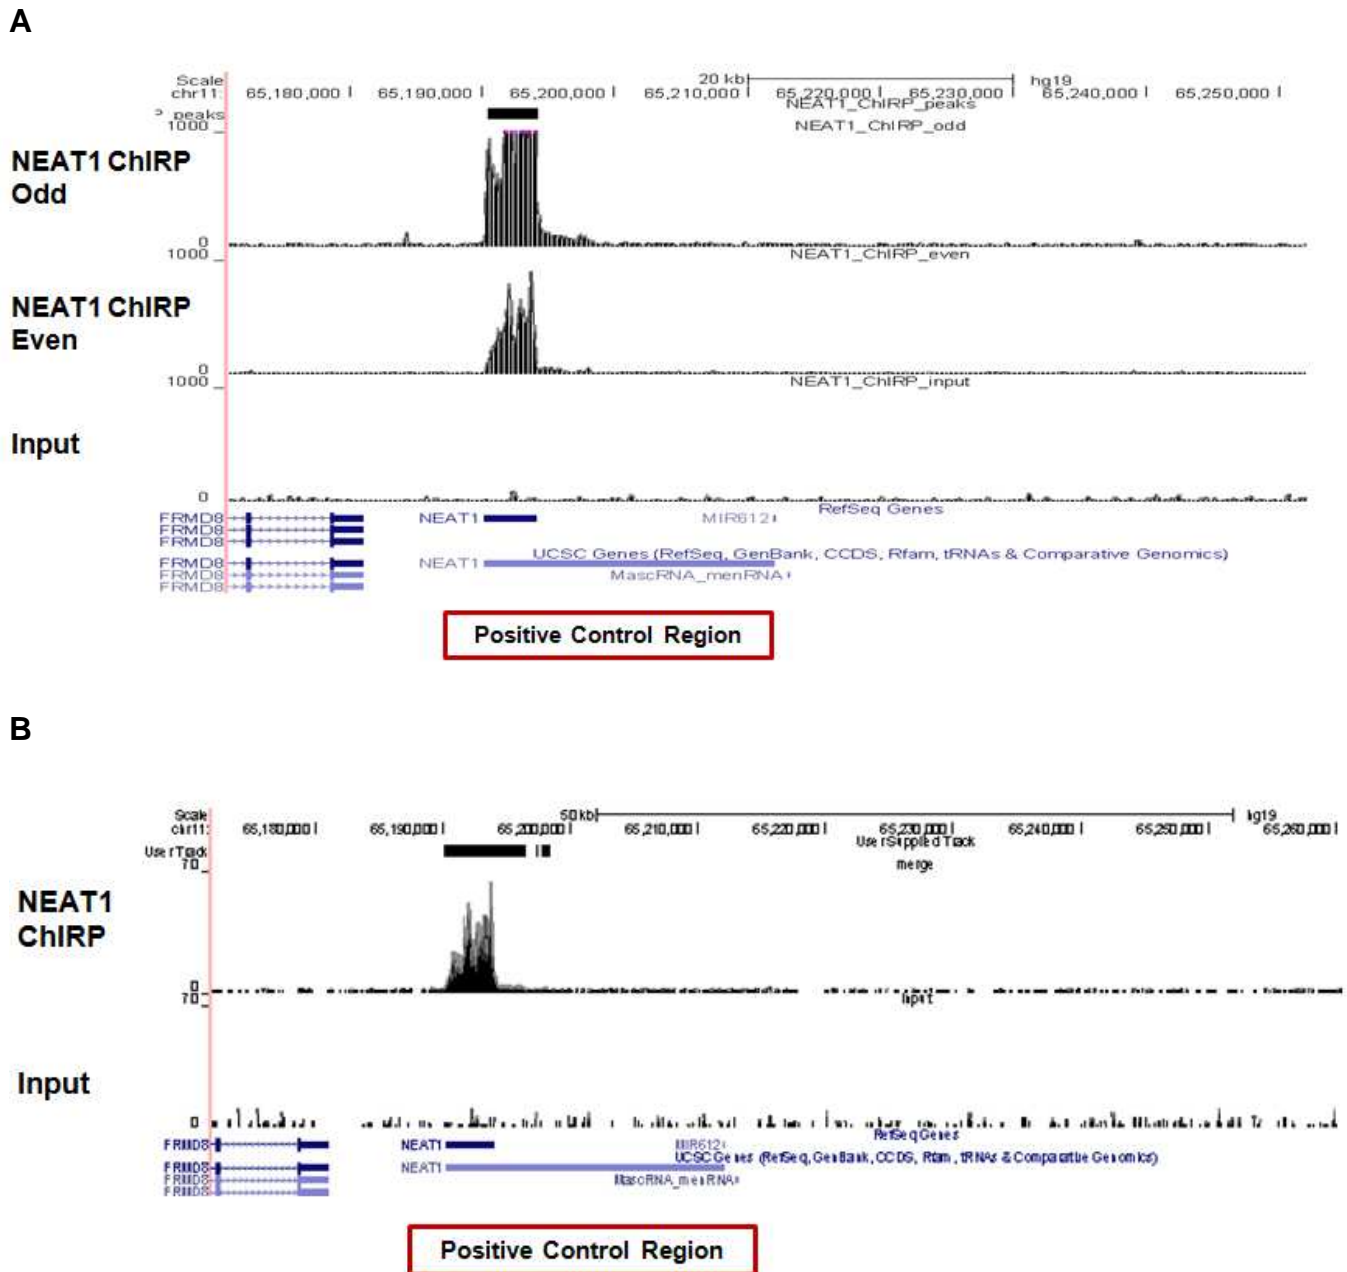 A
Scale
20 kb
hg19
chr11:
65,180,000
65,190,000
65,200,000
65,210,000
65,220,000
65,230,000
65,240,000
65,250,000
NEAT1_ChIRP_peaks
peaks
1000
NEAT1_ChIRP_odd
NEAT1 ChIRP
Odd
0
1000
NEAT1_ChIRP_even
NEAT1 ChIRP
Even
0
1000
NEAT1_ChIRP_input
Input
0
RefSeq Genes
FRMD8
NEAT1
MIR612
FRMD8
FRMD8
UCSC Genes (RefSeq, GenBank, CCDS, Rfam, tRNAs & Comparative Genomics)
FRMD8
NEAT1
FRMD8
MascRNA_menRNA
FRMD8
Positive Control Region
B
Scale
50 kb
hg19
chr11:
65,180,000
65,190,000
65,200,000
65,210,000
65,220,000
65,230,000
65,240,000
65,250,000
65,260,000
User Supplied Track
User Track
70
merge
NEAT1
ChIRP
0
70
Input
Input
0
RefSeq Genes
FRMD8
NEAT1
MIR612
UCSC Genes (RefSeq, GenBank, CCDS, Rfam, tRNAs & Comparative Genomics)
FRMD8
NEAT1
FRMD8
MascRNA_menRNA
FRMD8
Positive Control Region